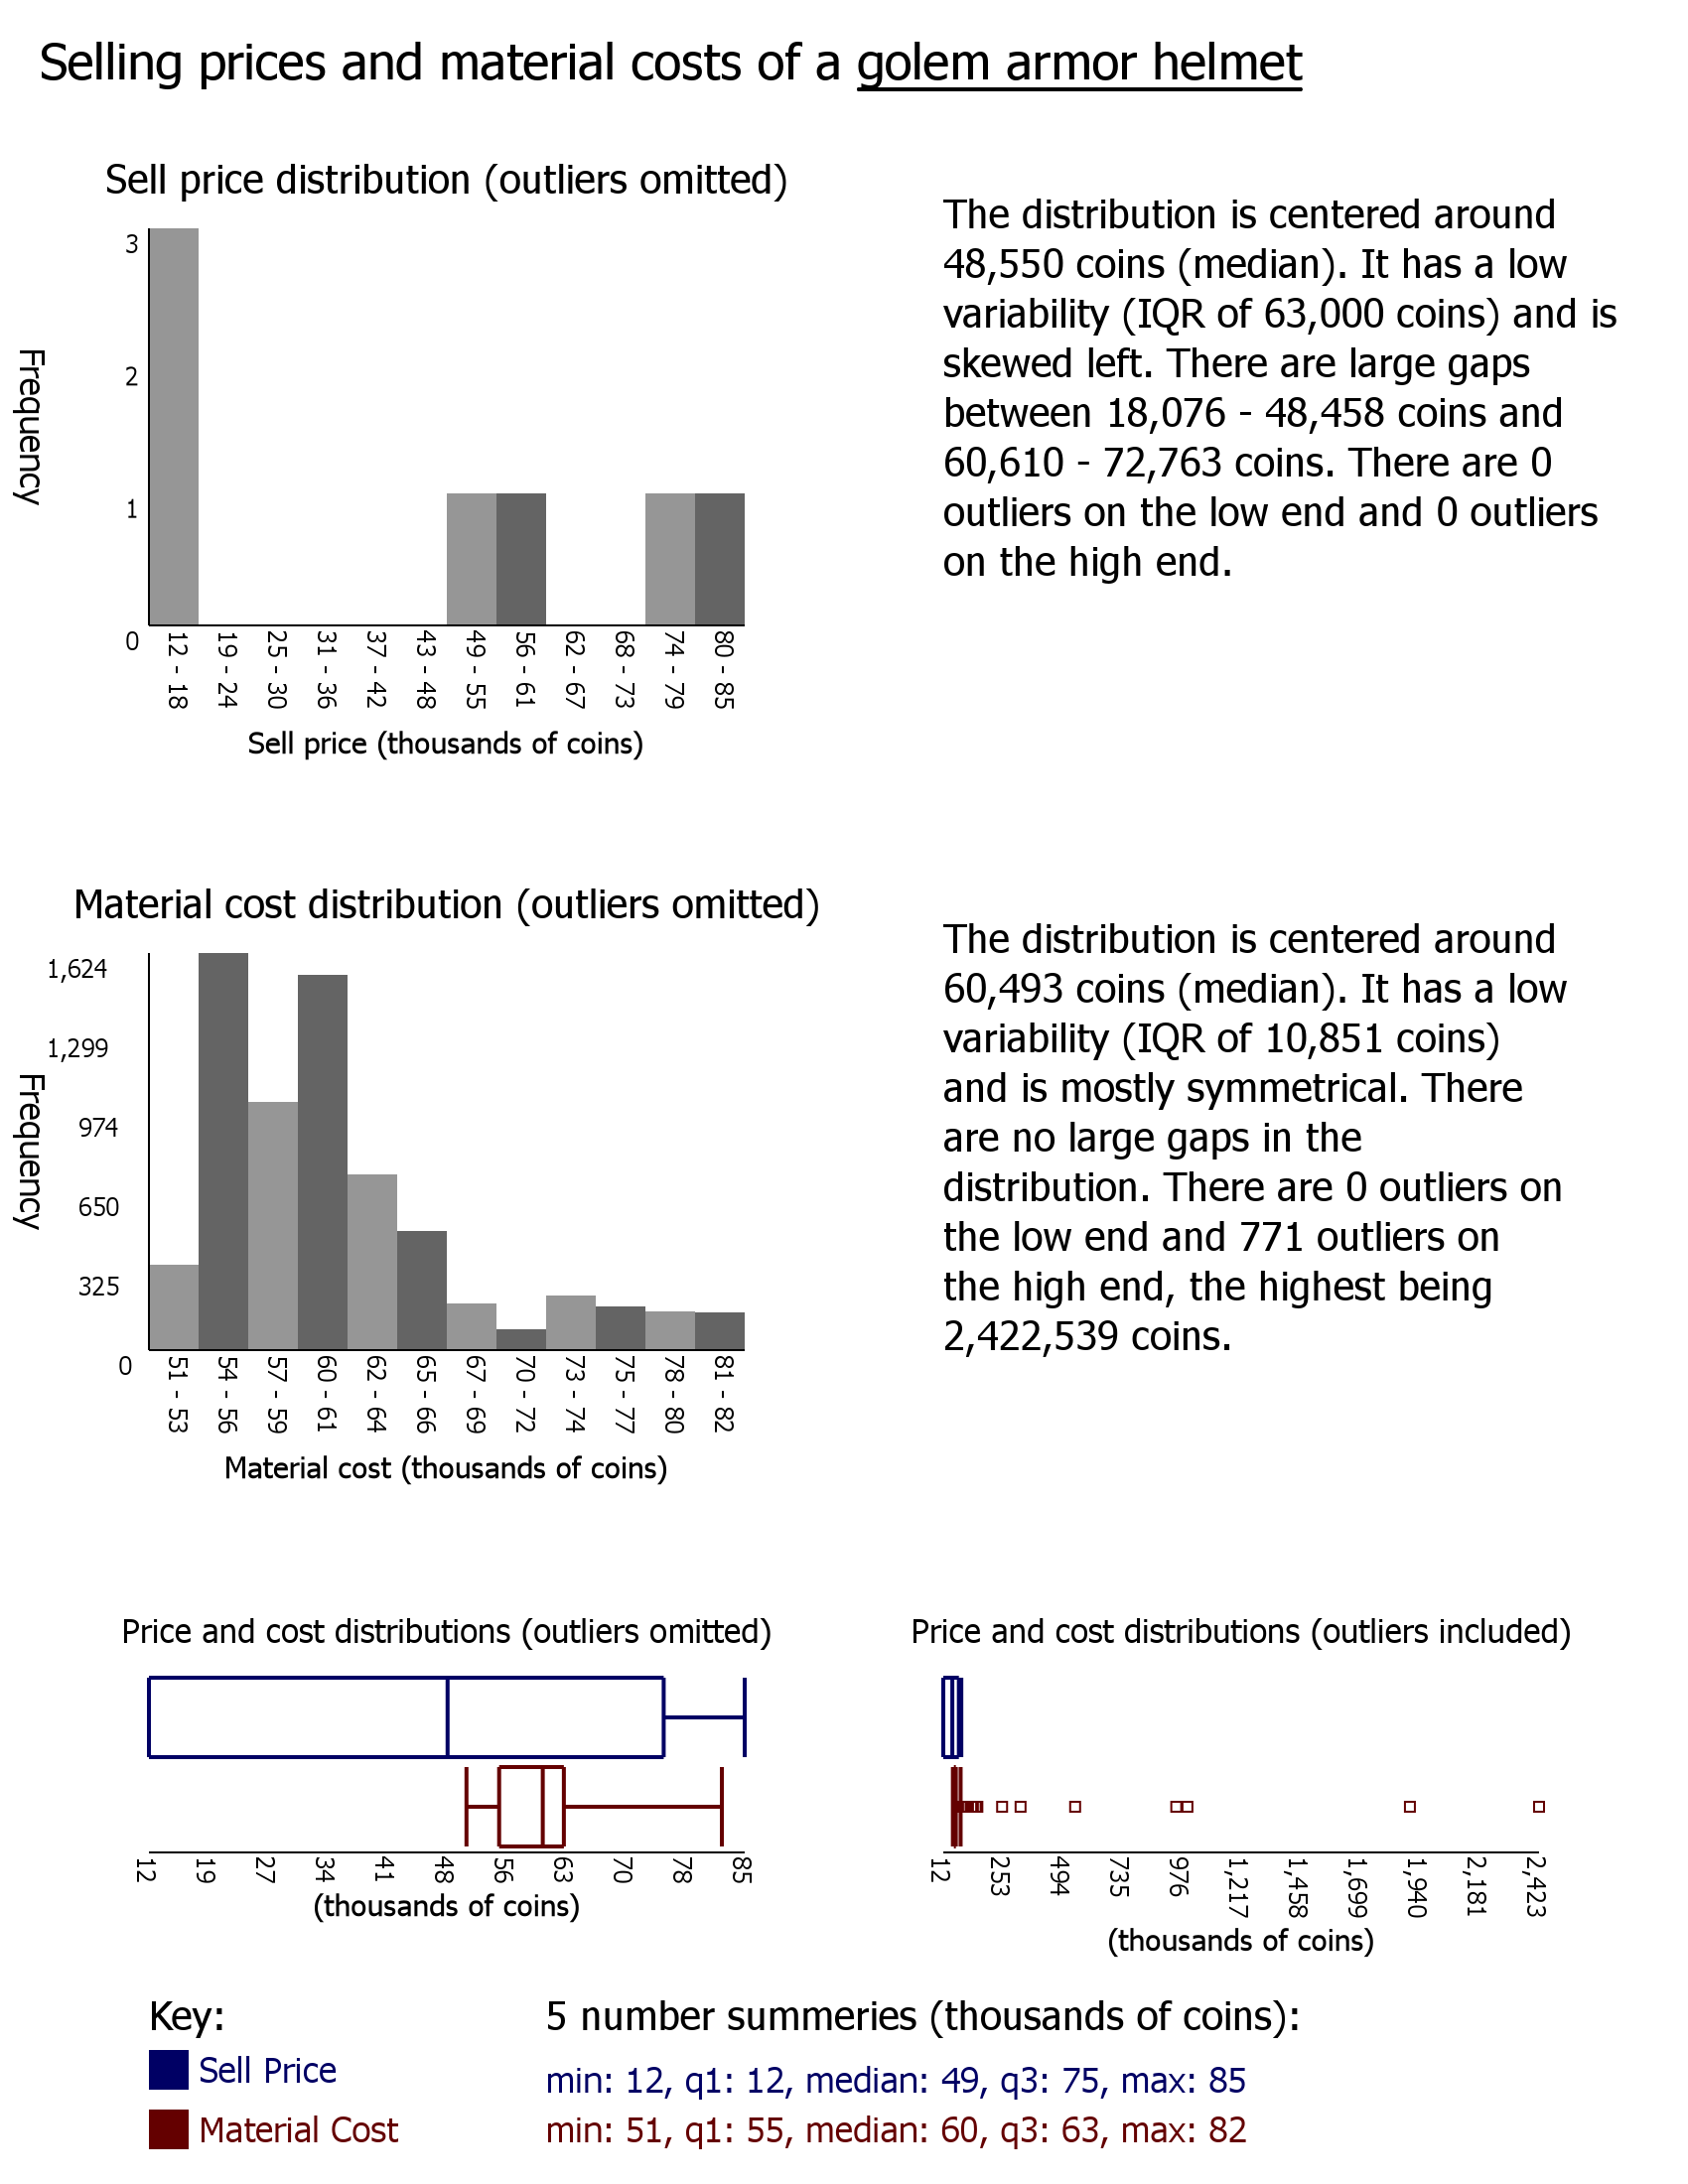 Selling prices and material costs of a golem armor helmet
Sell price distribution (outliers omitted)
3
2
1
0
Frequency
12 - 18
19 - 24
25 - 30
31 - 36
37 - 42
43 - 48
49 - 55
56 - 61
62 - 67
68 - 73
74 - 79
80 - 85
Sell price (thousands of coins)
The distribution is centered around
48,550 coins (median). It has a low
variability (IQR of 63,000 coins) and is
skewed left. There are large gaps
between 18,076 - 48,458 coins and
60,610 - 72,763 coins. There are 0
outliers on the low end and 0 outliers
on the high end.
Material cost distribution (outliers omitted)
1,624
1,299
974
650
325
0
Frequency
51 - 53
54 - 56
57 - 59
60 - 61
62 - 64
65 - 66
67 - 69
70 - 72
73 - 74
75 - 77
78 - 80
81 - 82
Material cost (thousands of coins)
The distribution is centered around
60,493 coins (median). It has a low
variability (IQR of 10,851 coins)
and is mostly symmetrical. There
are no large gaps in the
distribution. There are 0 outliers on
the low end and 771 outliers on
the high end, the highest being
2,422,539 coins.
Price and cost distributions (outliers omitted)
12
19
27
34
41
48
56
63
70
78
85
(thousands of coins)
Price and cost distributions (outliers included)
12
253
494
735
976
1,217
1,458
1,699
1,940
2,181
2,423
(thousands of coins)
Key:
Sell Price
Material Cost
5 number summeries (thousands of coins):
min: 12, q1: 12, median: 49, q3: 75, max: 85
min: 51, q1: 55, median: 60, q3: 63, max: 82